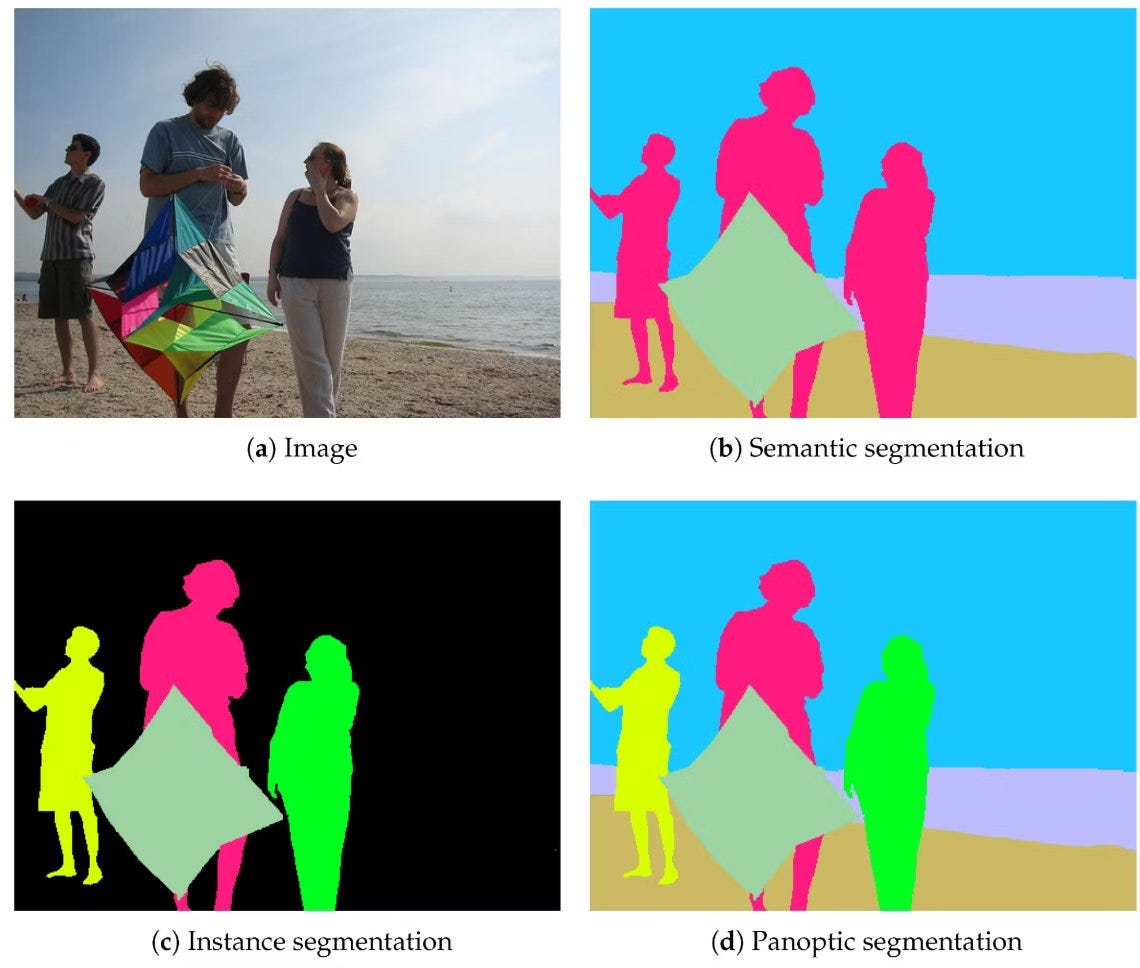 (a) Image
(b) Semantic segmentation
(c) Instance segmentation
(d) Panoptic segmentation